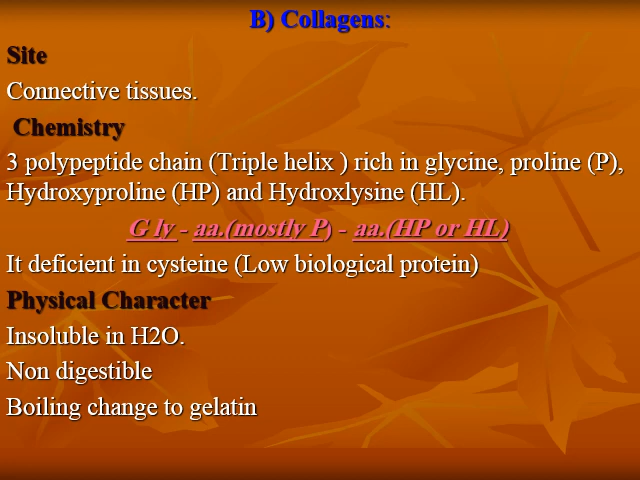 B) Collagens:
Site
Connective tissues.
Chemistry
3 polypeptide chain (Triple helix ) rich in glycine, proline (P),
Hydroxyproline (HP) and Hydroxlysine (HL).
G ly - aa.(mostly P) - aa.(HP or HL)
It deficient in cysteine (Low biological protein)
Physical Character
Insoluble in H2O.
Non digestible
Boiling change to gelatin